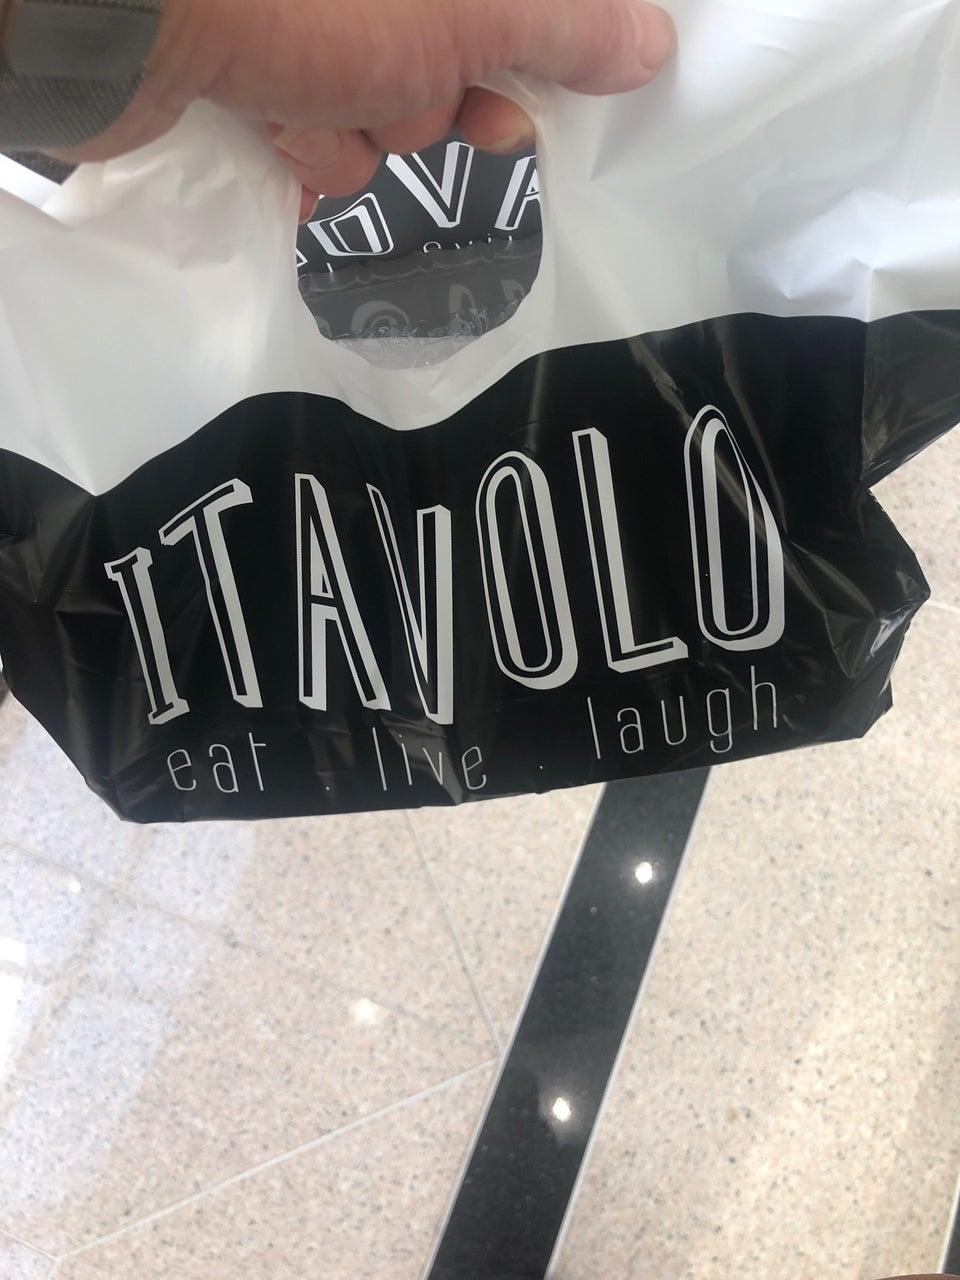 ITAVOLO
eat . live . laugh